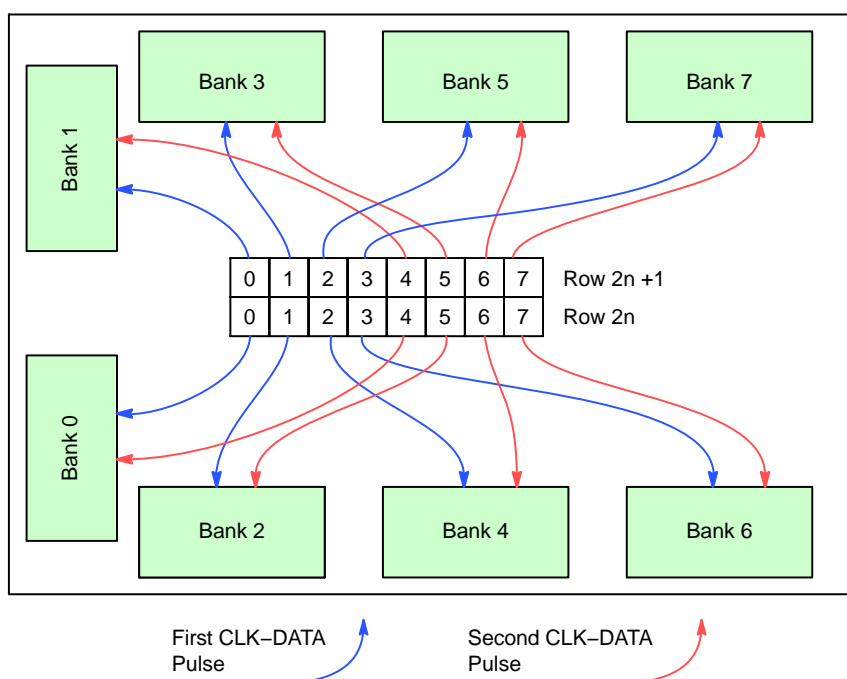 Bank 3
Bank 5
Bank 7
Bank 1
0 1 2 3 4 5 6 7 Row 2n +1
0 1 2 3 4 5 6 7 Row 2n
Bank 0
Bank 2
Bank 4
Bank 6
First CLK−DATA
Pulse
Second CLK−DATA
Pulse